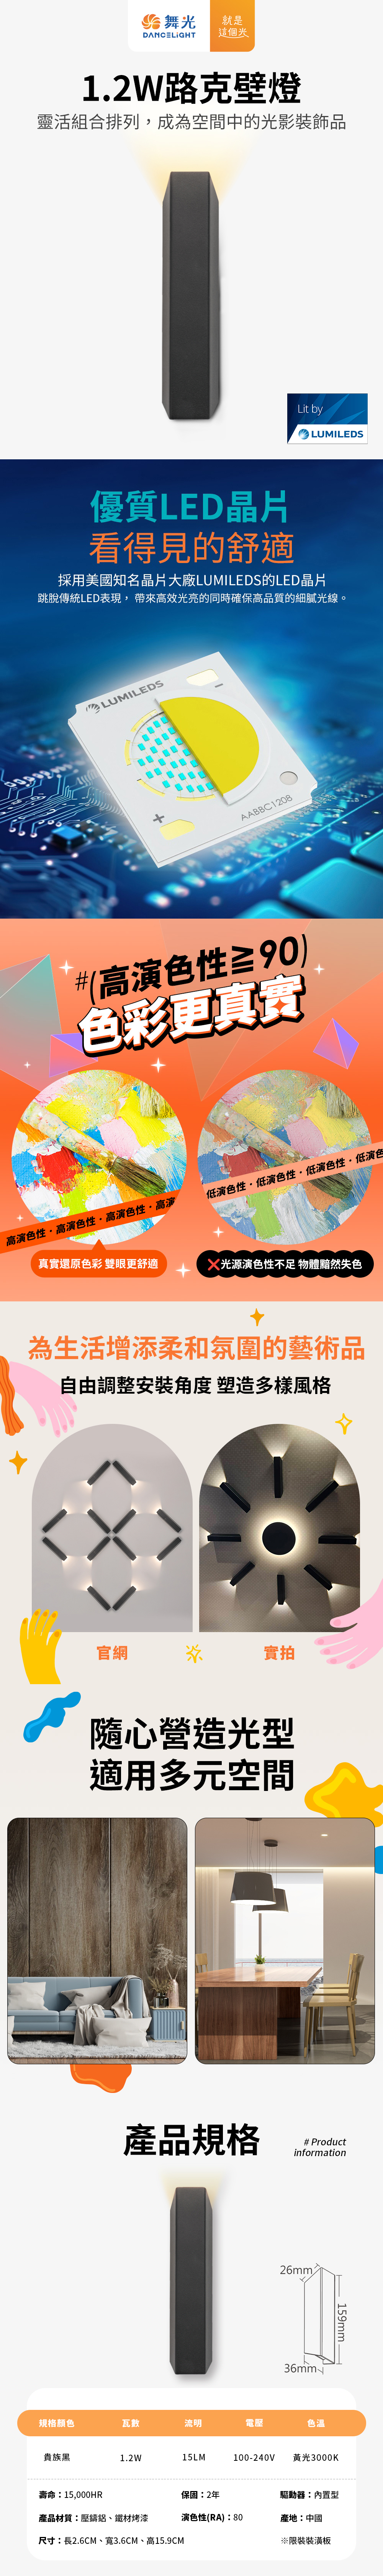 舞光
DANCELIGHT
就是
這個光
1.2W路克壁燈
靈活組合排列，成為空間中的光影裝飾品
Lit by
LUMILEDS
優質LED晶片
看得見的舒適
採用美國知名晶片大廠LUMILEDS的LED晶片
跳脫傳統LED表現， 帶來高效光亮的同時確保高品質的細膩光線。
LUMILEDS
AABBC1208
#(高演色性≧90)
色彩更真實
高演色性・高演色性・高演色性・高演
低演色性・低演色性・低演色性・低演色
真實還原色彩 雙眼更舒適
❌光源演色性不足 物體黯然失色
為生活增添柔和氛圍的藝術品
自由調整安裝角度 塑造多樣風格
官網
實拍
隨心營造光型
適用多元空間
產品規格
# Product
information
26mm
159mm
36mm
規格顏色 瓦數 流明 電壓 色溫
貴族黑 1.2W 15LM 100-240V 黃光3000K
壽命：15,000HR 保固：2年 驅動器：內置型
產品材質：壓鑄鋁、鐵材烤漆 演色性(RA)：80 產地：中國
尺寸：長2.6CM、寬3.6CM、高15.9CM ※限裝裝潢板